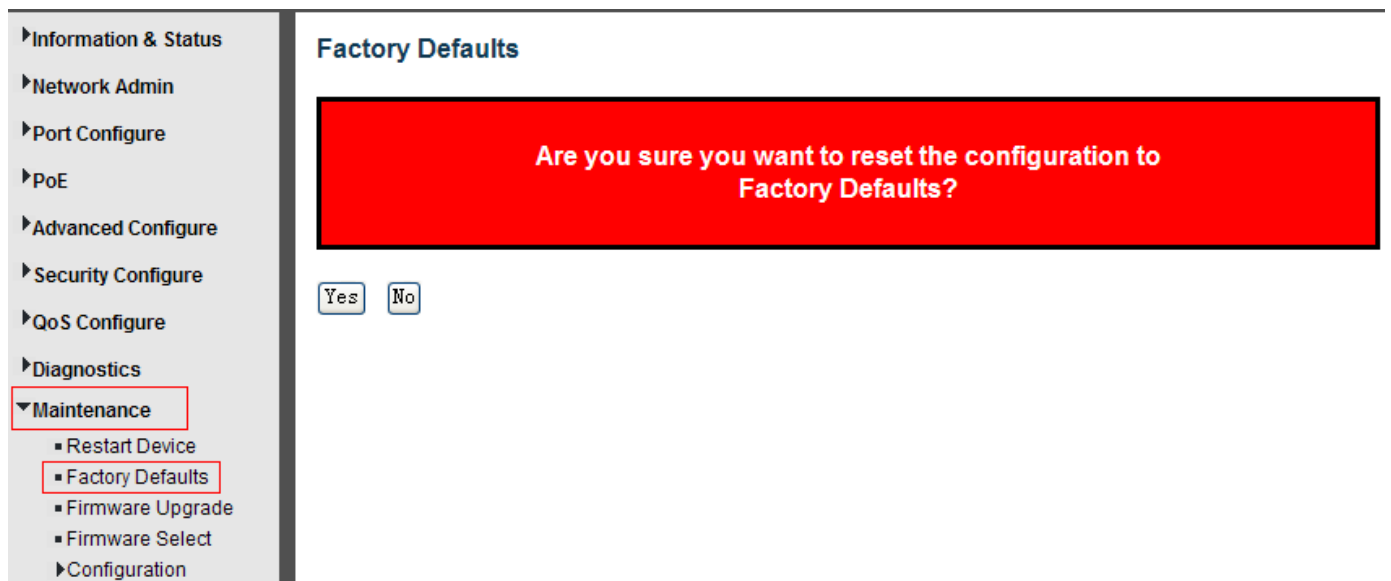 Information & Status
Network Admin
Port Configure
PoE
Advanced Configure
Security Configure
QoS Configure
Diagnostics
Maintenance
Restart Device
Factory Defaults
Firmware Upgrade
Firmware Select
Configuration
Factory Defaults
Are you sure you want to reset the configuration to
Factory Defaults?
Yes No